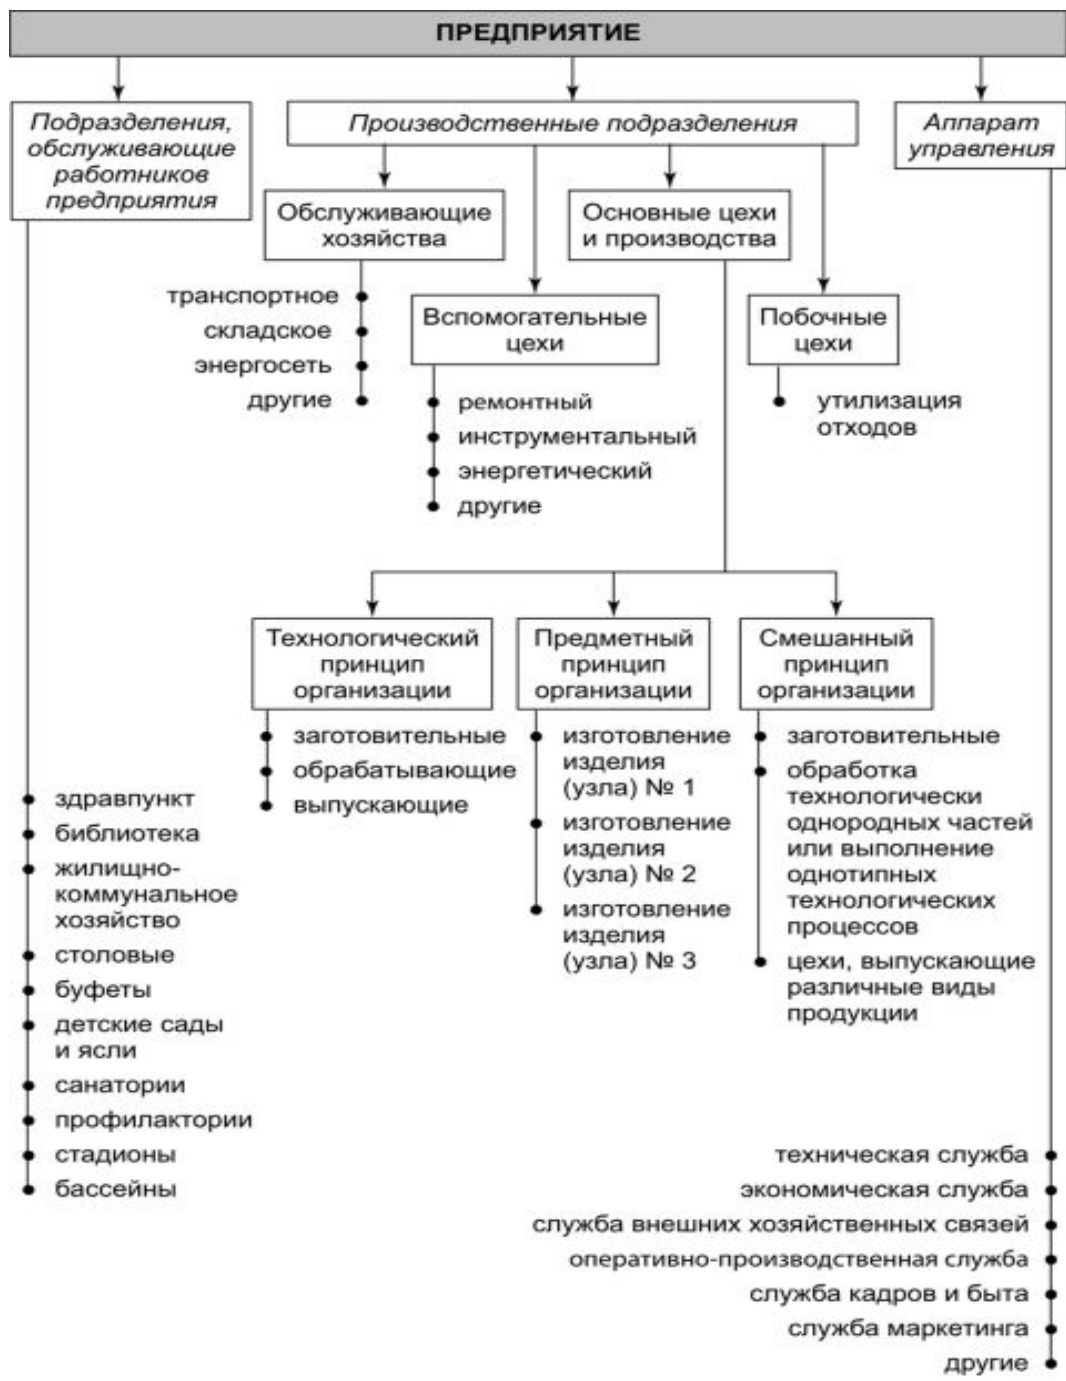 ПРЕДПРИЯТИЕ
Подразделения,
обслуживающие
работников
предприятия
Производственные подразделения
Аппарат
управления
Обслуживающие
хозяйства
Основные цехи
и производства
транспортное
складское
энергосеть
другие
Вспомогательные
цехи
Побочные
цехи
ремонтный
инструментальный
энергетический
другие
утилизация
отходов
Технологический
принцип
организации
Предметный
принцип
организации
Смешанный
принцип
организации
заготовительные
обрабатывающие
выпускающие
изготовление
изделия
(узла) № 1
изготовление
изделия
(узла) № 2
изготовление
изделия
(узла) № 3
заготовительные
обработка
технологически
однородных частей
или выполнение
однотипных
технологических
процессов
цехи, выпускающие
различные виды
продукции
здравпункт
библиотека
жилищно-
коммунальное
хозяйство
столовые
буфеты
детские сады
и ясли
санатории
профилактории
стадионы
бассейны
техническая служба
экономическая служба
служба внешних хозяйственных связей
оперативно-производственная служба
служба кадров и быта
служба маркетинга
другие